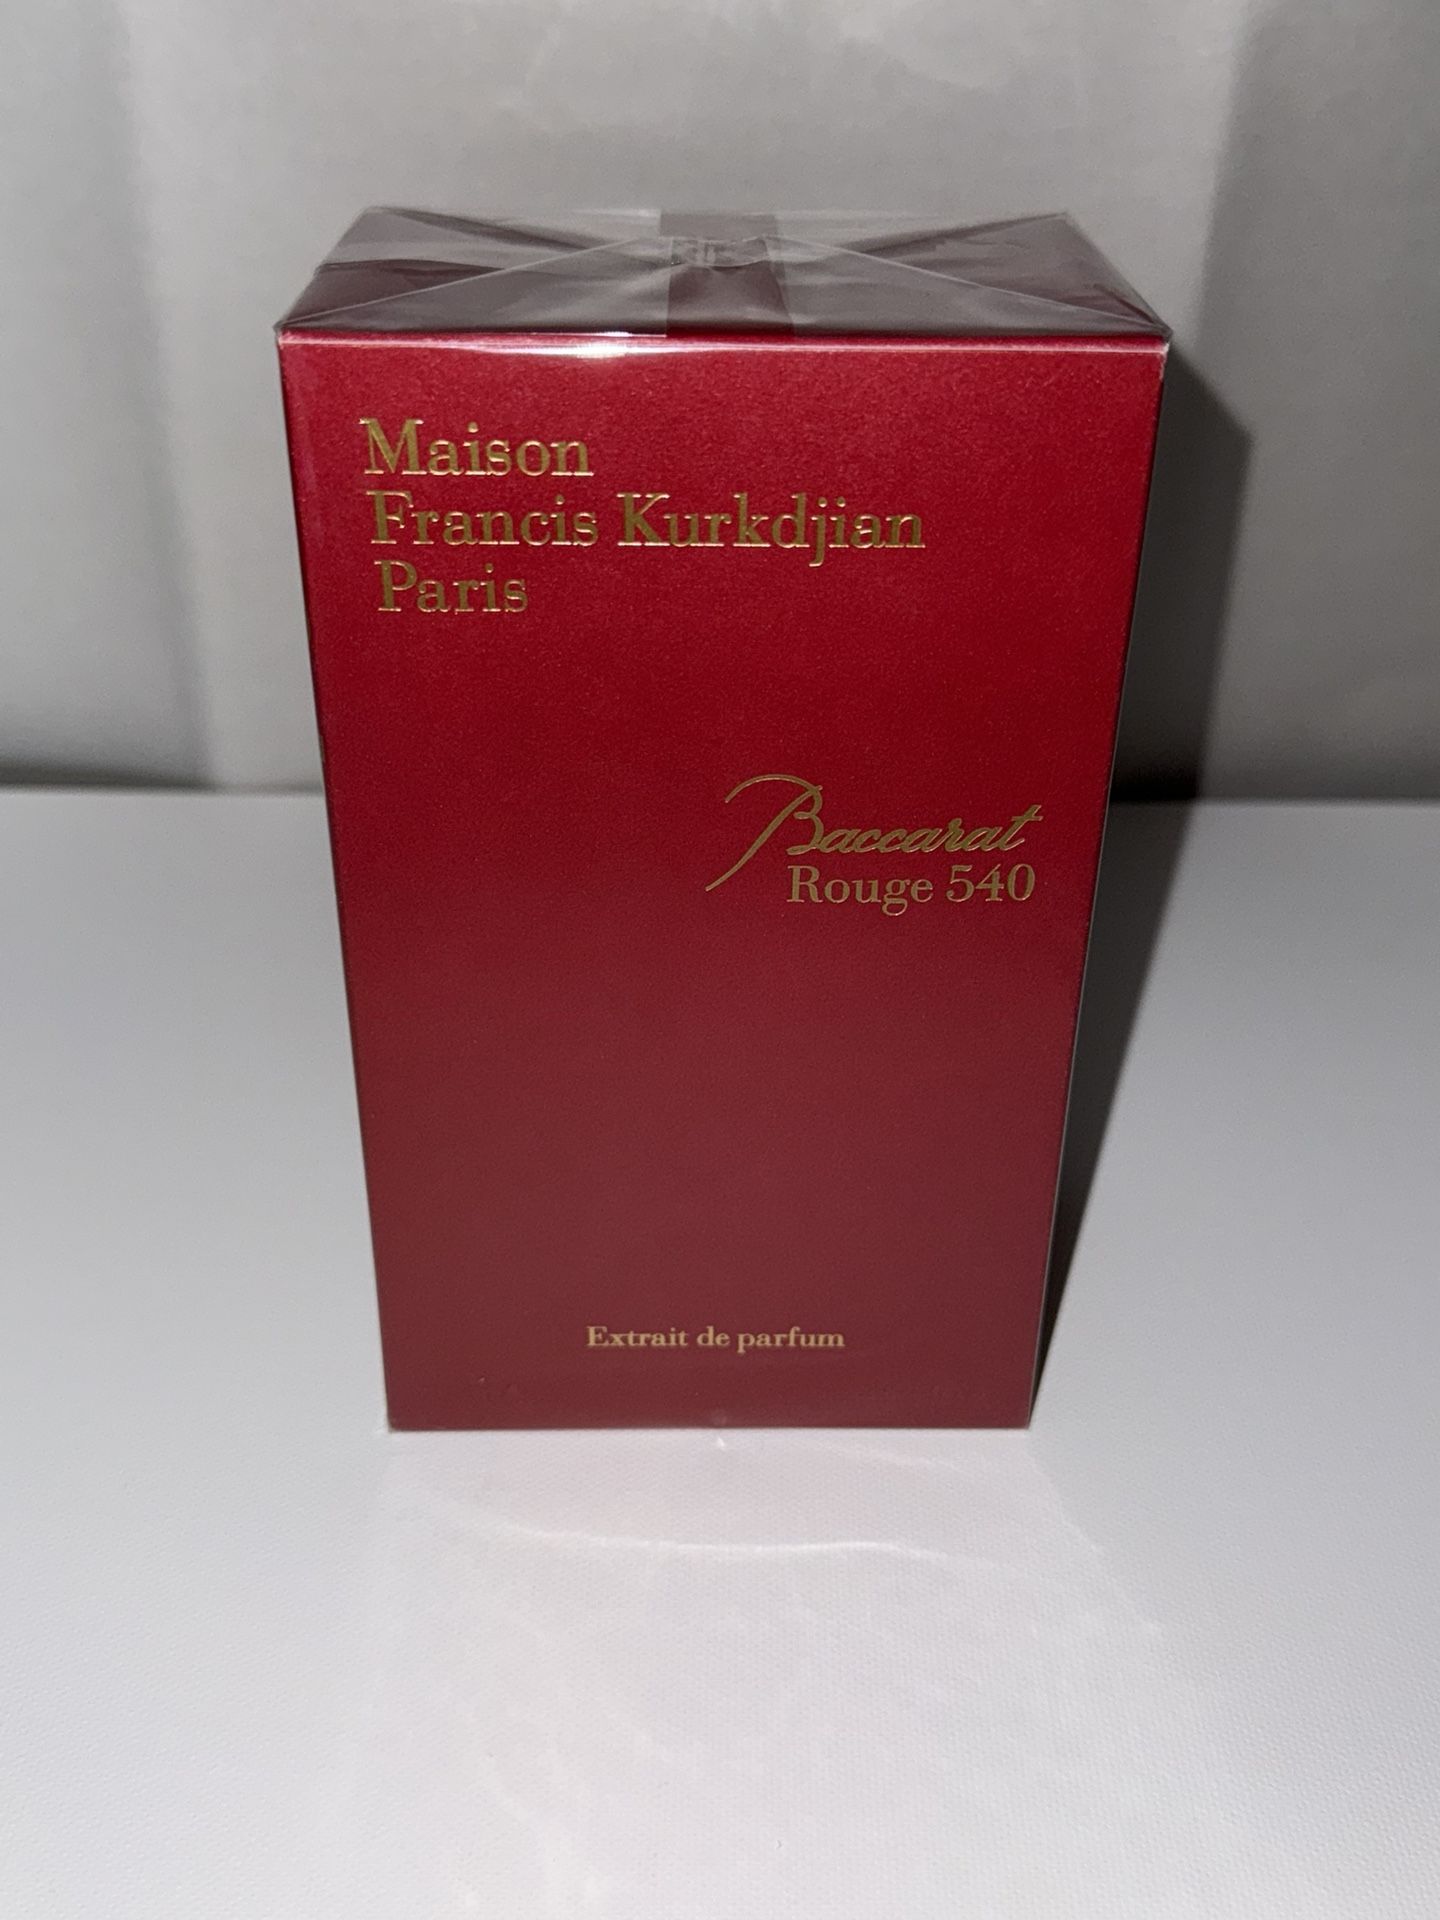 Maison
Francis Kurkdjian
Paris
Baccarat
Rouge 540
Extrait de parfum